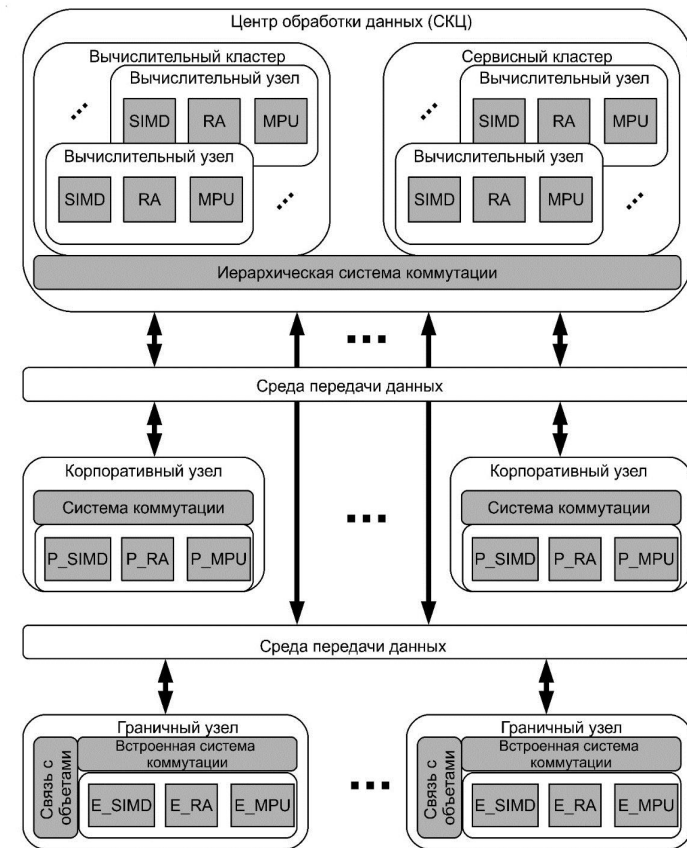 Центр обработки данных (СКЦ)
Вычислительный кластер
Сервисный кластер
Вычислительный узел
Вычислительный узел
SIMD RA MPU
SIMD RA MPU
Вычислительный узел
Вычислительный узел
SIMD RA MPU
SIMD RA MPU
Иерархическая система коммутации
Среда передачи данных
Корпоративный узел
Корпоративный узел
Система коммутации
Система коммутации
P_SIMD P_RA P_MPU
P_SIMD P_RA P_MPU
Среда передачи данных
Граничный узел
Связь с
объетами
Встроенная система
коммутации
E_SIMD E_RA E_MPU
Граничный узел
Связь с
объетами
Встроенная система
коммутации
E_SIMD E_RA E_MPU